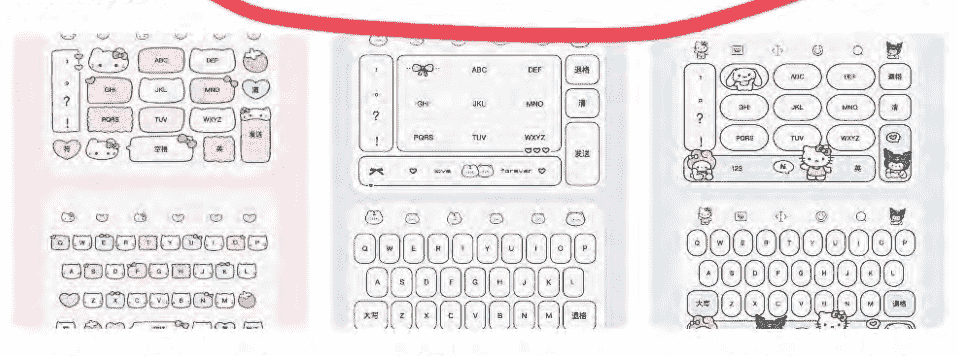 , ABC DEF
。 GHI JKL MNO 清
? PQRS TUV WXYZ 发送
!
符 空格 英
Q W E R T Y U I O P
A S D F G H J K L
Z X C V B N M
, ABC DEF 退格
。 GHI JKL MNO 清
?
! PQRS TUV WXYZ 发送
love forever
Q W E R T Y U I O P
A S D F G H J K L
大写 Z X C V B N M 退格
, ABC DEF 退格
。 GHI JKL MNO 清
?
! PQRS TUV WXYZ
123 英
Q W E R T Y U I O P
A S D F G H J K L
大写 Z X C V B N M 退格